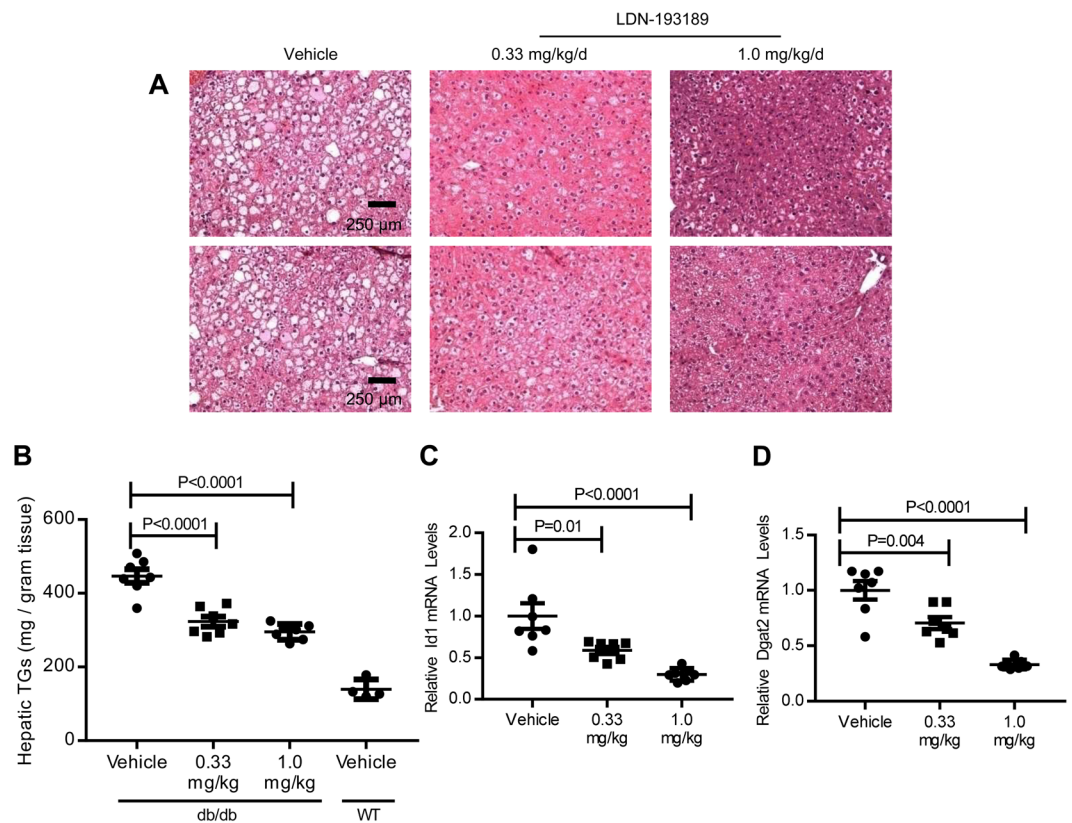 LDN-193189
Vehicle
0.33 mg/kg/d
1.0 mg/kg/d
A
250 µm
250 µm
B
P<0.0001
P<0.0001
Hepatic TGs (mg / gram tissue)
600
400
200
0
Vehicle
0.33
mg/kg
1.0
mg/kg
Vehicle
db/db
WT
C
P<0.0001
P=0.01
Relative Id1 mRNA Levels
2.0
1.5
1.0
0.5
0.0
Vehicle
0.33
mg/kg
1.0
mg/kg
D
P<0.0001
P=0.004
Relative Dgat2 mRNA Levels
1.5
1.0
0.5
0.0
Vehicle
0.33
mg/kg
1.0
mg/kg